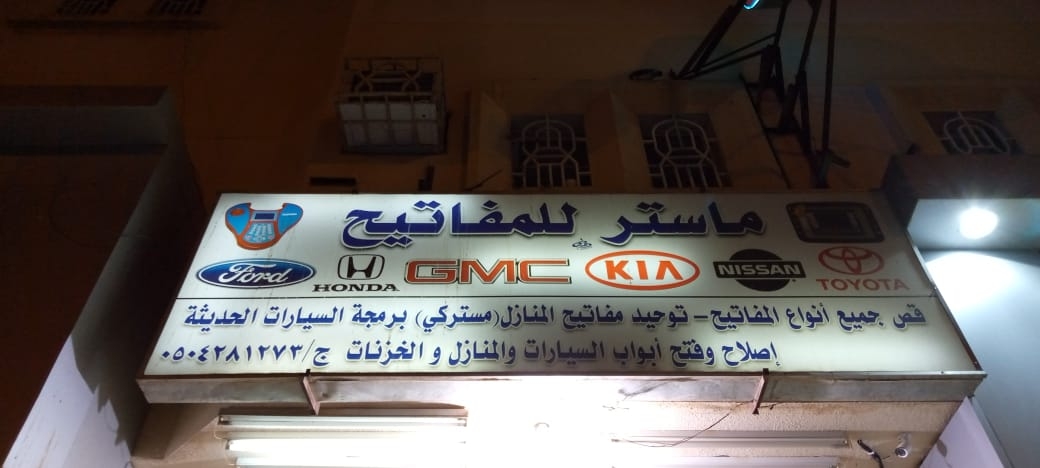 ماستر للمفاتيح
Ford HONDA GMC KIA NISSAN TOYOTA
قص جميع أنواع المفاتيح - توحيد مفاتيح المنازل (مستركي) برمجة السيارات الحديثة
إصلاح وفتح أبواب السيارات والمنازل و الخزنات ج/٠٥٠٤٢٨١٢٧٣